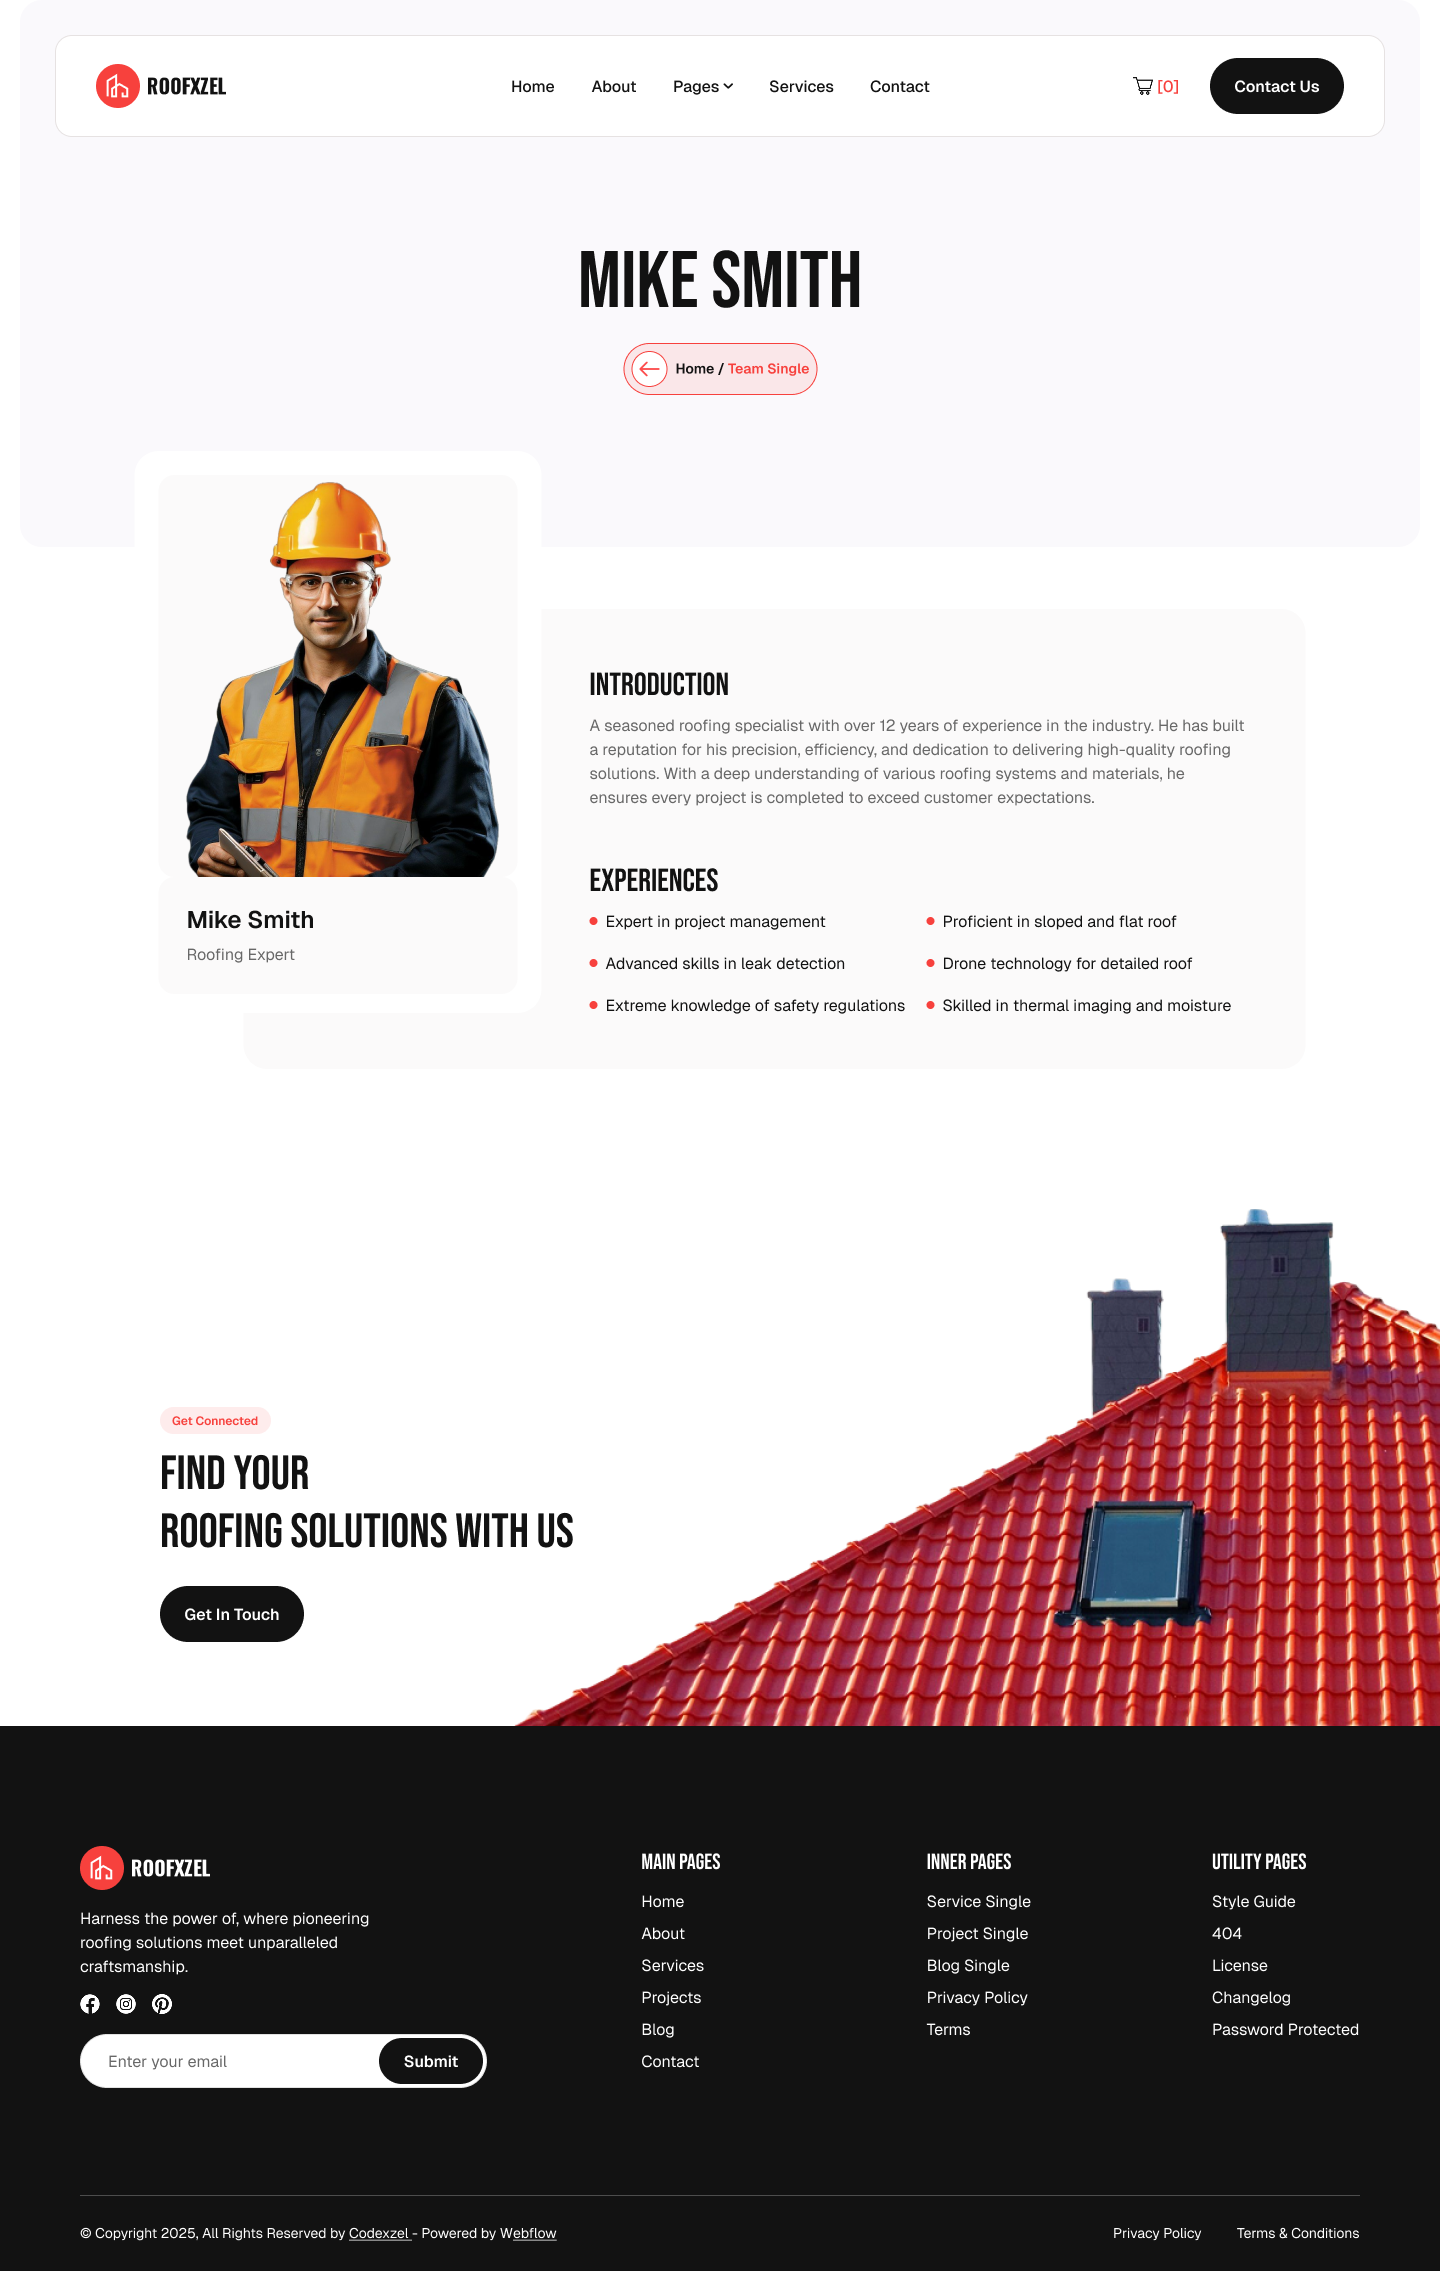 ROOFXZEL
Home
About
Pages
Services
Contact
[0]
Contact Us
MIKE SMITH
Home / Team Single
Mike Smith
Roofing Expert
INTRODUCTION
A seasoned roofing specialist with over 12 years of experience in the industry. He has built
a reputation for his precision, efficiency, and dedication to delivering high-quality roofing
solutions. With a deep understanding of various roofing systems and materials, he
ensures every project is completed to exceed customer expectations.
EXPERIENCES
Expert in project management
Proficient in sloped and flat roof
Advanced skills in leak detection
Drone technology for detailed roof
Extreme knowledge of safety regulations
Skilled in thermal imaging and moisture
Get Connected
FIND YOUR
ROOFING SOLUTIONS WITH US
Get In Touch
ROOFXZEL
Harness the power of, where pioneering
roofing solutions meet unparalleled
craftsmanship.
Enter your email
Submit
MAIN PAGES
Home
About
Services
Projects
Blog
Contact
INNER PAGES
Service Single
Project Single
Blog Single
Privacy Policy
Terms
UTILITY PAGES
Style Guide
404
License
Changelog
Password Protected
© Copyright 2025, All Rights Reserved by Codexzel - Powered by Webflow
Privacy Policy
Terms & Conditions